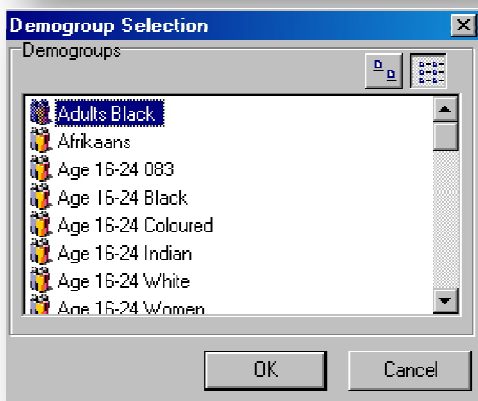 Demogroup Selection
Demogroups
Adults Black
Afrikaans
Age 16-24 083
Age 16-24 Black
Age 16-24 Coloured
Age 16-24 Indian
Age 16-24 White
Age 16-24 Women
OK Cancel